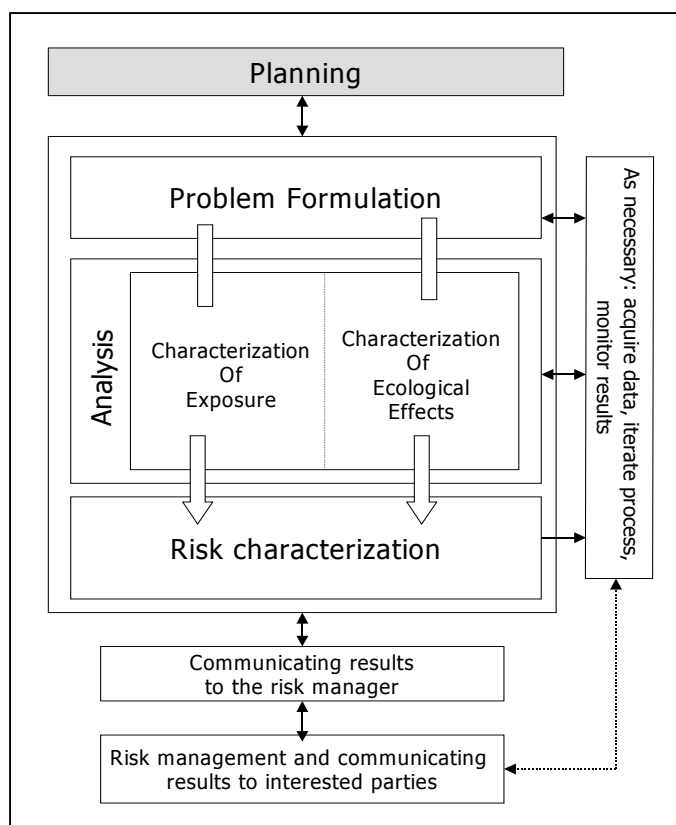 Planning
Problem Formulation
Analysis
Characterization
Of
Exposure
Characterization
Of
Ecological
Effects
Risk characterization
As necessary: acquire data, iterate process,
monitor results
Communicating results
to the risk manager
Risk management and communicating
results to interested parties